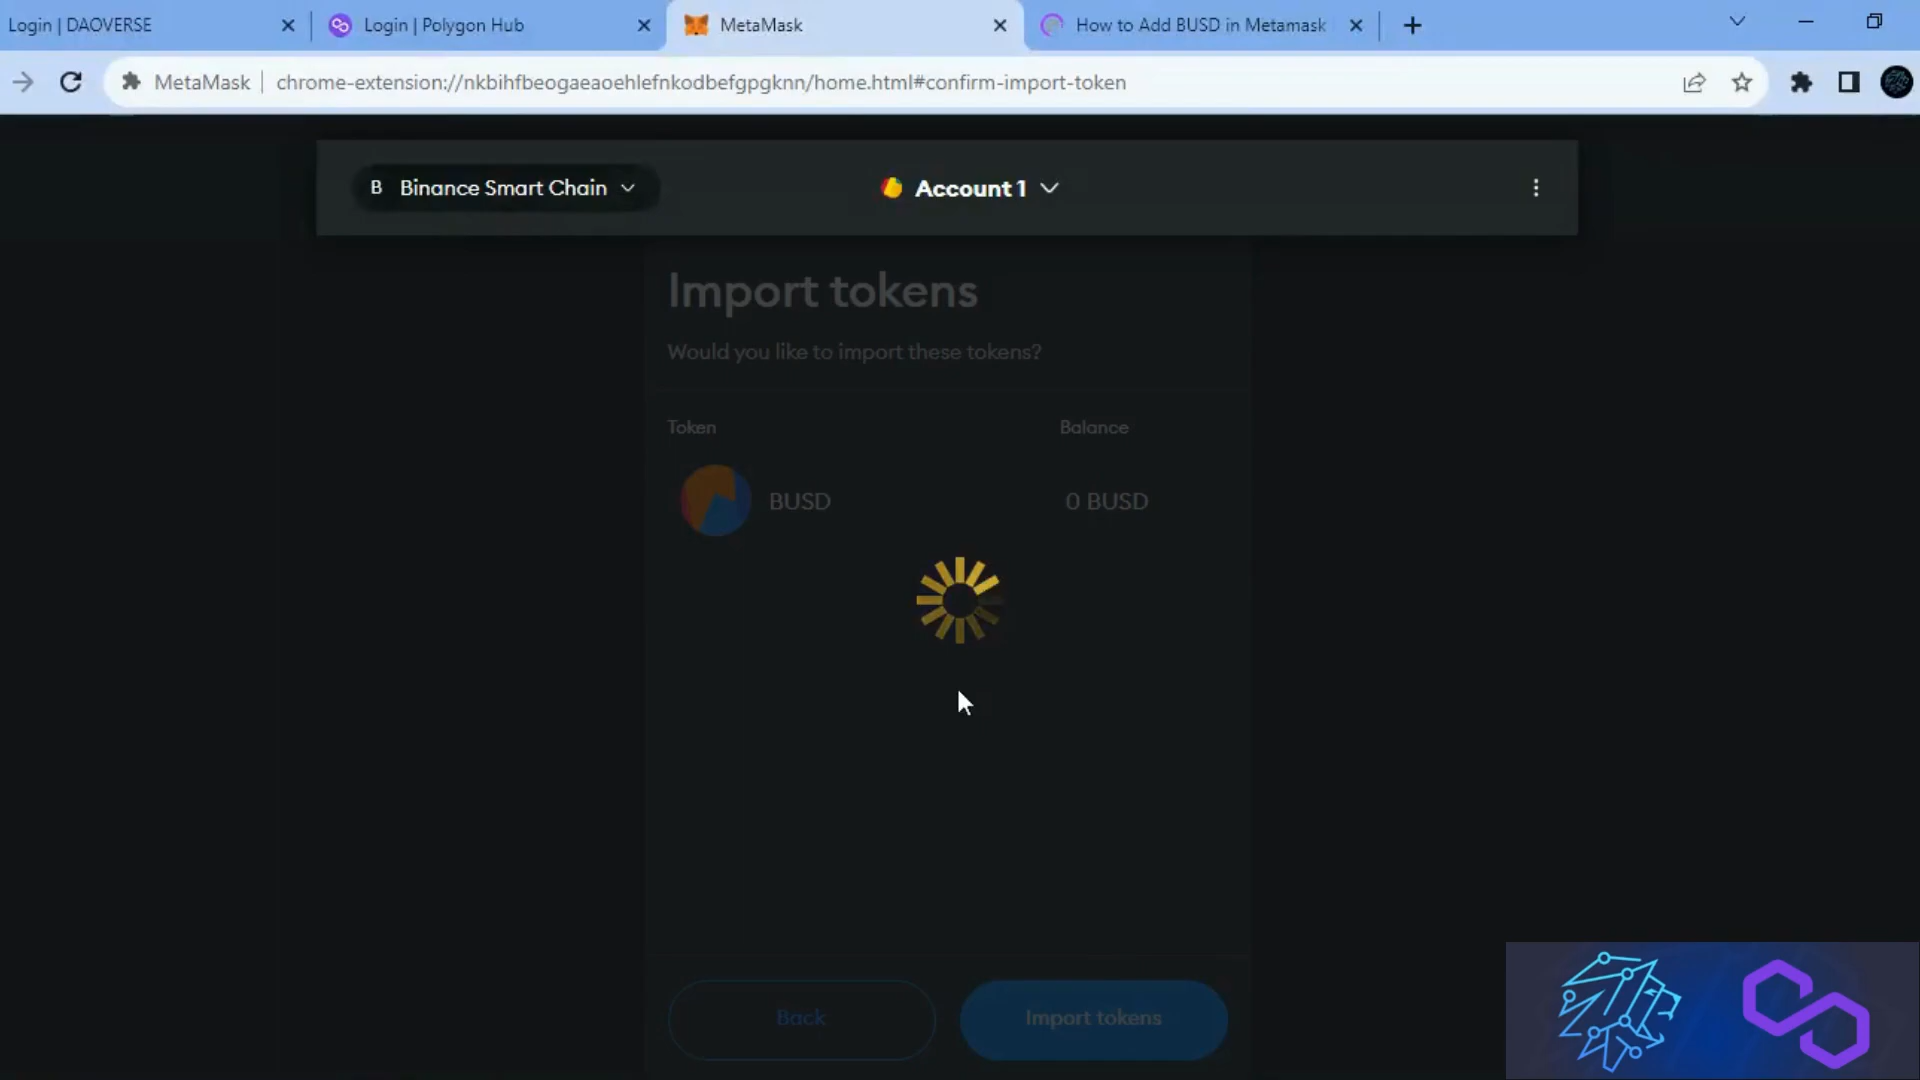 Login | DAOVERSE
Login | Polygon Hub
MetaMask
How to Add BUSD in Metamask
MetaMask
chrome-extension://nkbihfbeogaeaoehlefnkodbefgpgknn/home.html#confirm-import-token
B Binance Smart Chain
Account 1
Import tokens
Would you like to import these tokens?
Token Balance
BUSD 0 BUSD
Back Import tokens